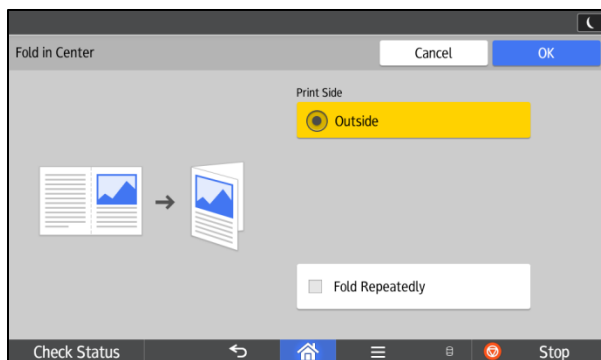 Fold in Center
Cancel
OK
Print Side
Outside
Fold Repeatedly
Check Status
Stop